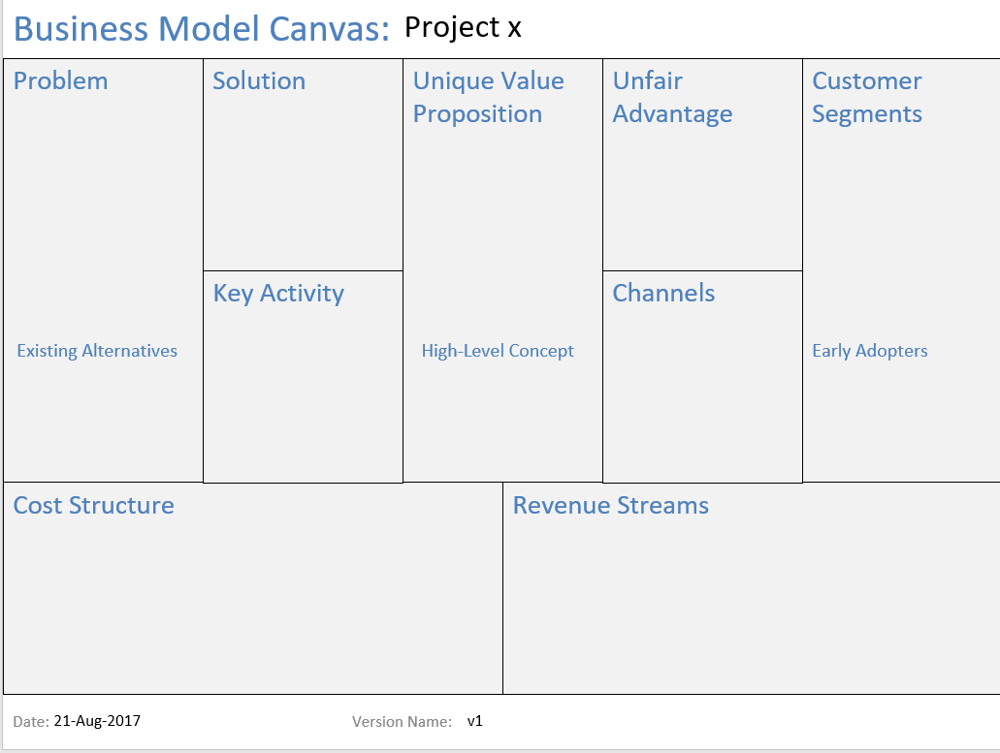 Business Model Canvas: Project x
Problem
Existing Alternatives
Solution
Key Activity
Unique Value
Proposition
High-Level Concept
Unfair
Advantage
Channels
Customer
Segments
Early Adopters
Cost Structure
Revenue Streams
Date: 21-Aug-2017
Version Name: v1